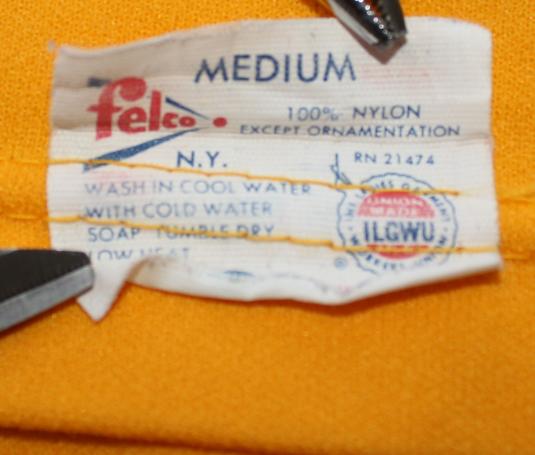 MEDIUM
felco
100% NYLON
EXCEPT ORNAMENTATION
N.Y.
RN 21474
WASH IN COOL WATER
WITH COLD WATER
SOAP TUMBLE DRY
LOW HEAT
UNION
MADE
ILGWU
®